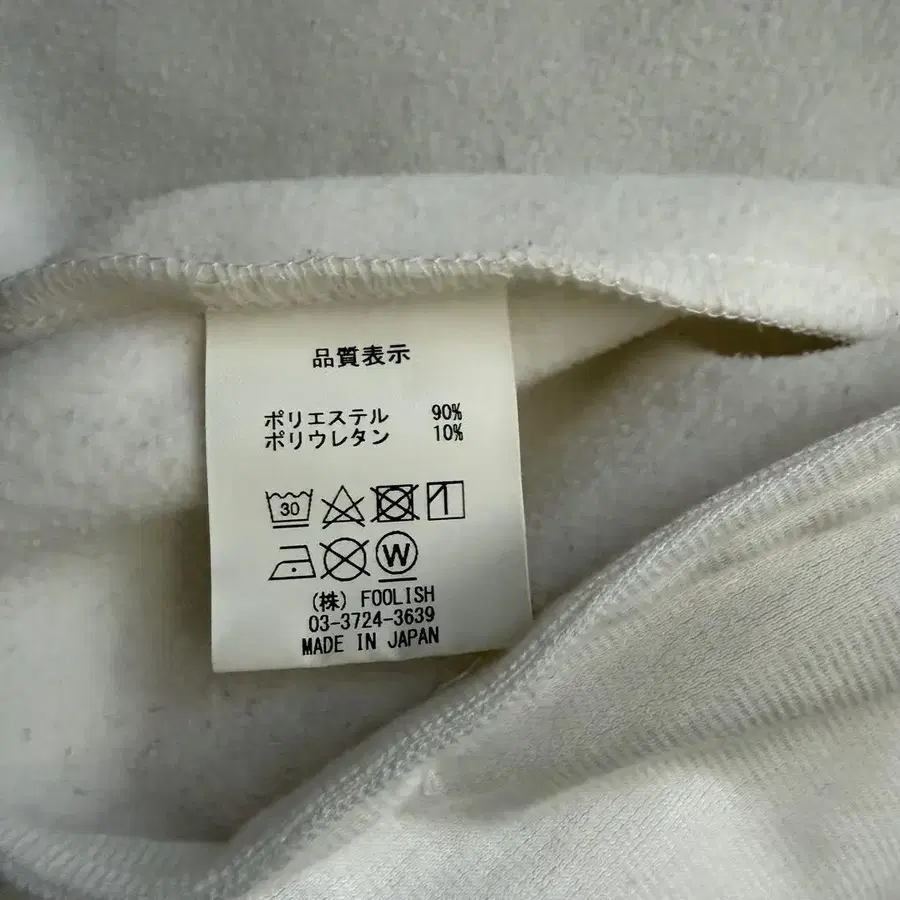 品質表示
ポリエステル 90%
ポリウレタン 10%
30
W
(株) FOOLISH
03-3724-3639
MADE IN JAPAN